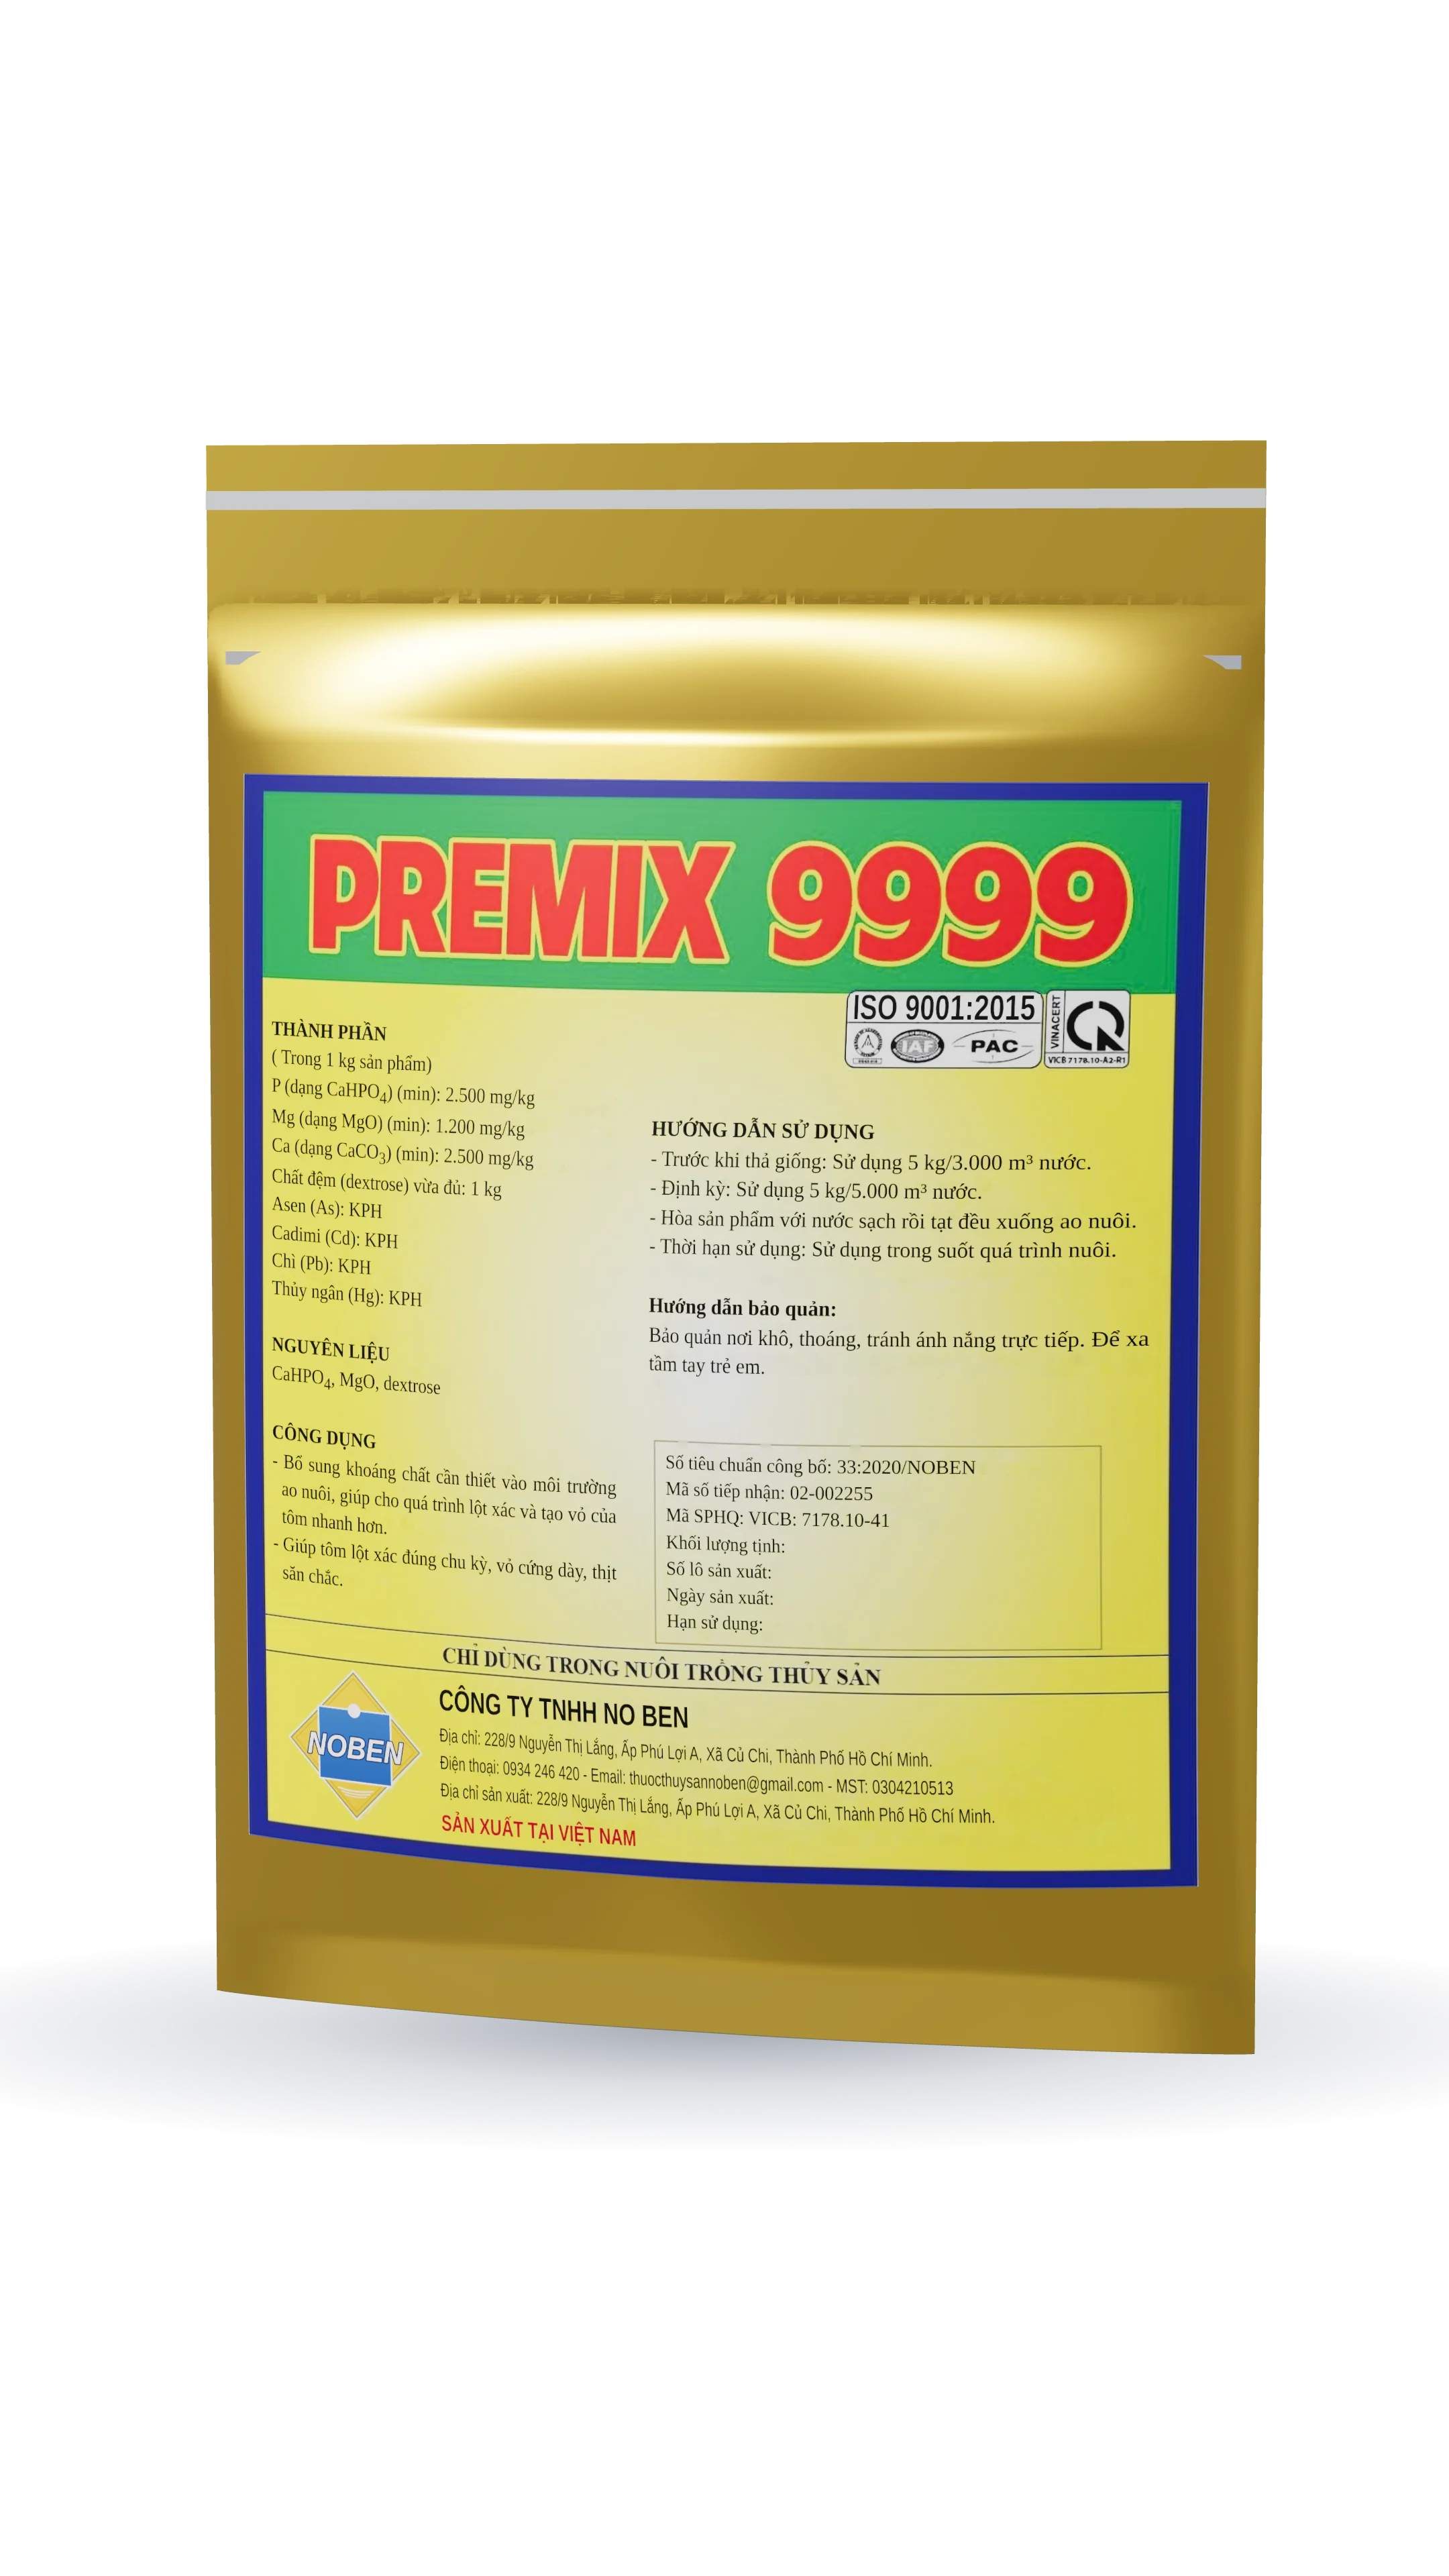 PREMIX 9999
ISO 9001:2015
IAF
PAC
VINACERT
VICB 7178.10-A2-R1
THÀNH PHẦN
( Trong 1 kg sản phẩm)
P (dạng CaHPO₄) (min): 2.500 mg/kg
Mg (dạng MgO) (min): 1.200 mg/kg
Ca (dạng CaCO₃) (min): 2.500 mg/kg
Chất đệm (dextrose) vừa đủ: 1 kg
Asen (As): KPH
Cadimi (Cd): KPH
Chì (Pb): KPH
Thủy ngân (Hg): KPH
NGUYÊN LIỆU
CaHPO₄, MgO, dextrose
CÔNG DỤNG
- Bổ sung khoáng chất cần thiết vào môi trường
ao nuôi, giúp cho quá trình lột xác và tạo vỏ của
tôm nhanh hơn.
- Giúp tôm lột xác đúng chu kỳ, vỏ cứng dày, thịt
săn chắc.
HƯỚNG DẪN SỬ DỤNG
- Trước khi thả giống: Sử dụng 5 kg/3.000 m³ nước.
- Định kỳ: Sử dụng 5 kg/5.000 m³ nước.
- Hòa sản phẩm với nước sạch rồi tạt đều xuống ao nuôi.
- Thời hạn sử dụng: Sử dụng trong suốt quá trình nuôi.
Hướng dẫn bảo quản:
Bảo quản nơi khô, thoáng, tránh ánh nắng trực tiếp. Để xa
tầm tay trẻ em.
Số tiêu chuẩn công bố: 33:2020/NOBEN
Mã số tiếp nhận: 02-002255
Mã SPHQ: VICB: 7178.10-41
Khối lượng tịnh:
Số lô sản xuất:
Ngày sản xuất:
Hạn sử dụng:
CHỈ DÙNG TRONG NUÔI TRỒNG THỦY SẢN
NOBEN
CÔNG TY TNHH NO BEN
Địa chỉ: 228/9 Nguyễn Thị Lắng, Ấp Phú Lợi A, Xã Củ Chi, Thành Phố Hồ Chí Minh.
Điện thoại: 0934 246 420 - Email: thuocthuysannoben@gmail.com - MST: 0304210513
Địa chỉ sản xuất: 228/9 Nguyễn Thị Lắng, Ấp Phú Lợi A, Xã Củ Chi, Thành Phố Hồ Chí Minh.
SẢN XUẤT TẠI VIỆT NAM